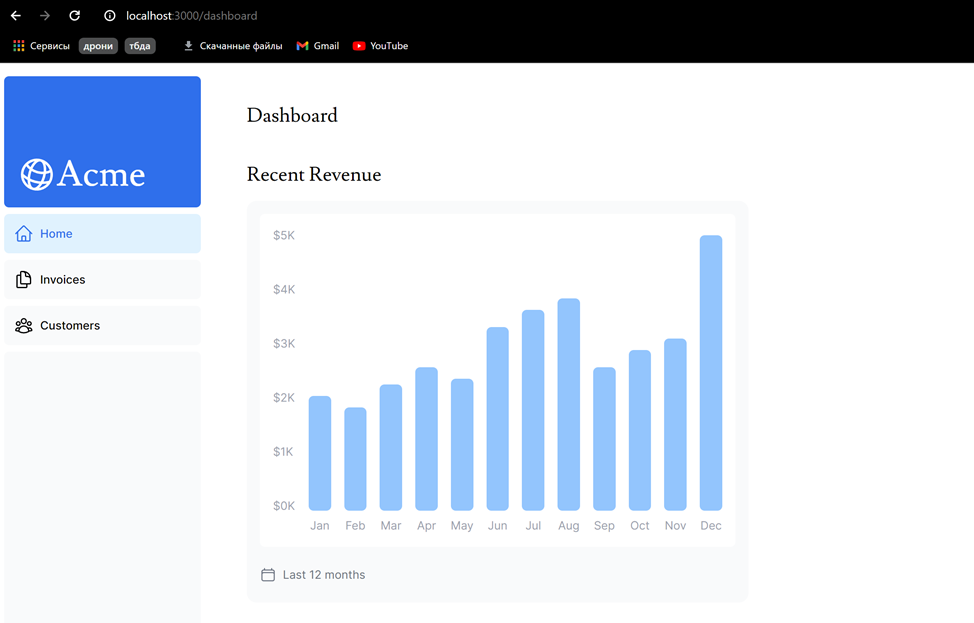 localhost:3000/dashboard
Сервисы дрони тбда Скачанные файлы Gmail YouTube
Acme
Home
Invoices
Customers
Dashboard
Recent Revenue
$5K
$4K
$3K
$2K
$1K
$0K
Jan Feb Mar Apr May Jun Jul Aug Sep Oct Nov Dec
Last 12 months